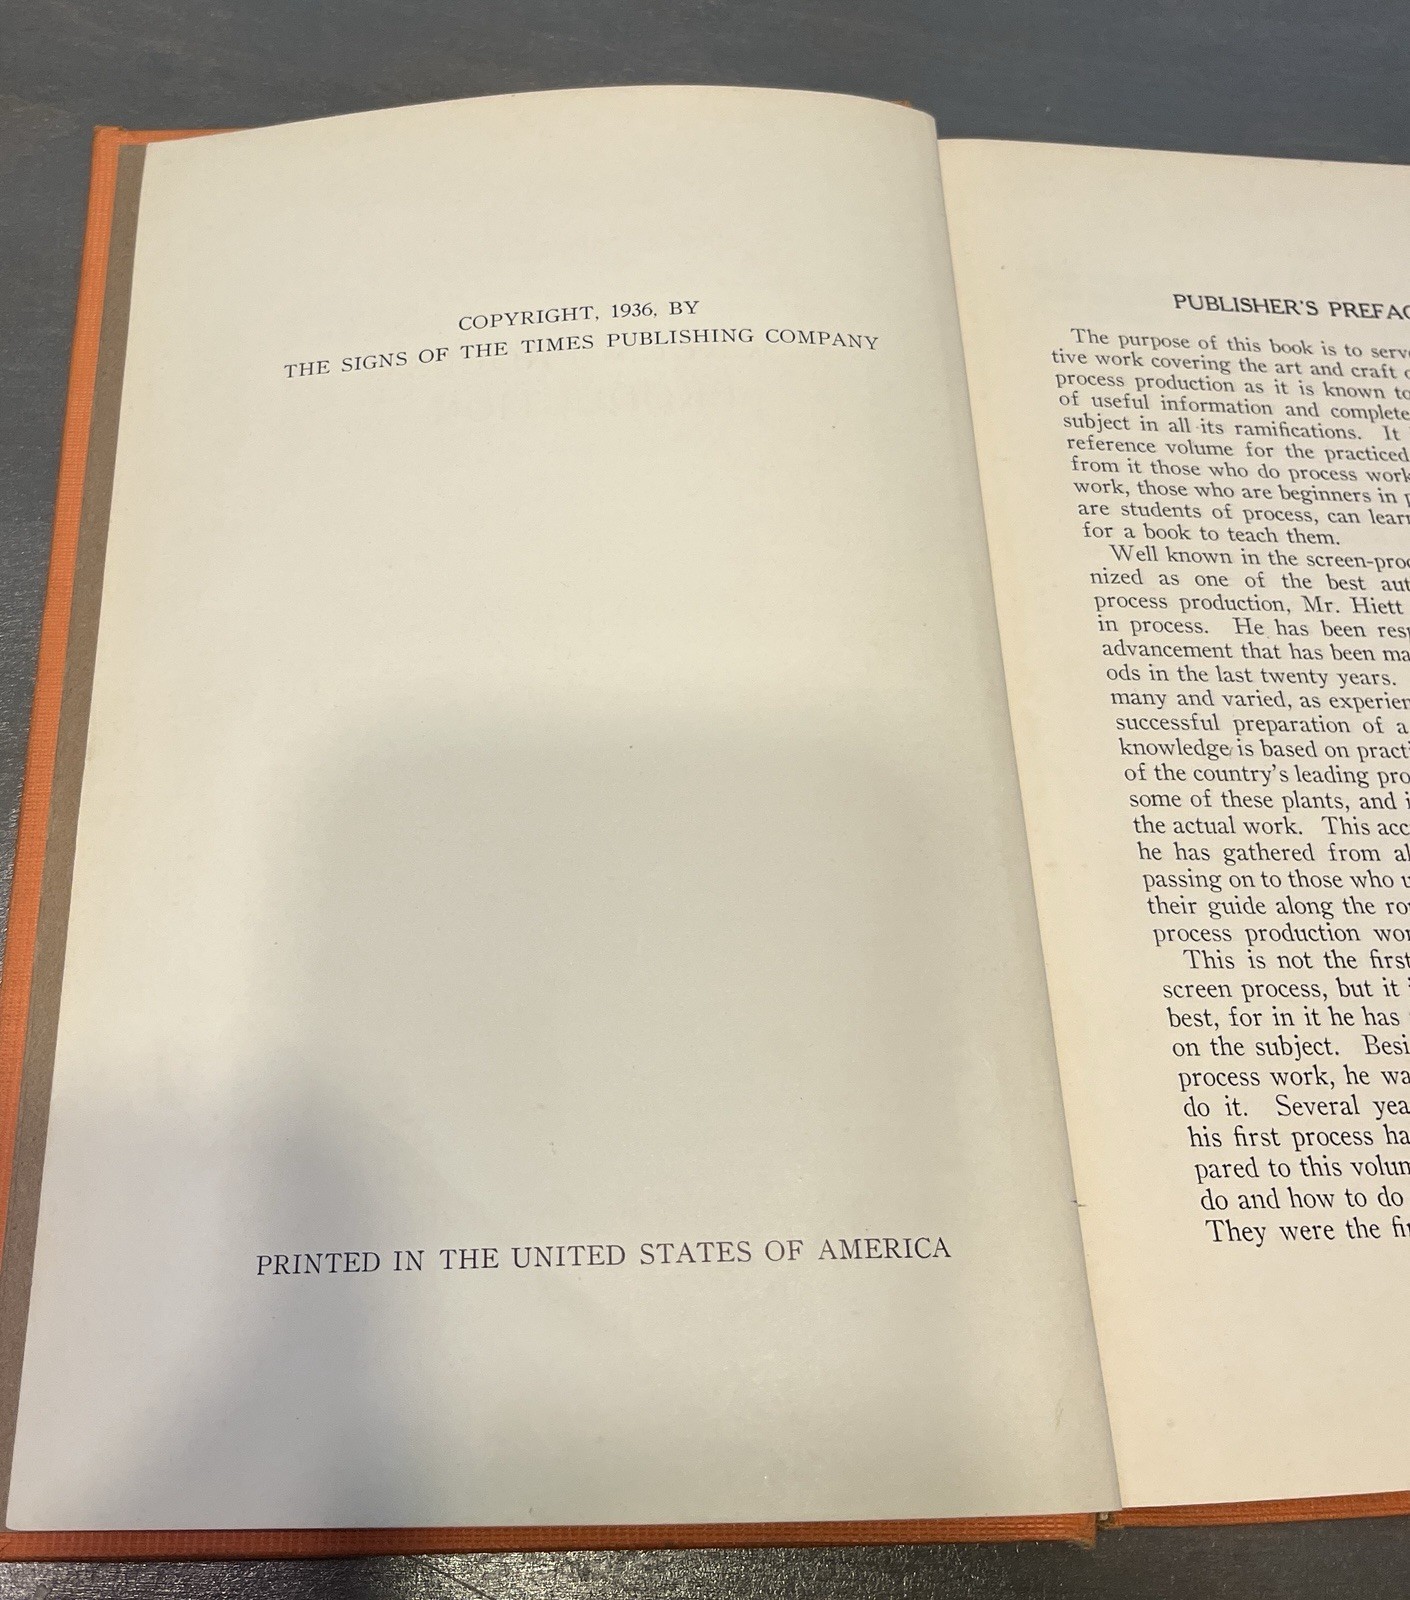 COPYRIGHT, 1936, BY
THE SIGNS OF THE TIMES PUBLISHING COMPANY
PRINTED IN THE UNITED STATES OF AMERICA
PUBLISHER'S PREFAC
The purpose of this book is to serv
tive work covering the art and craft
process production as it is known to
of useful information and complete
subject in all its ramifications. It
reference volume for the practiced
from it those who do process work
work, those who are beginners in
are students of process, can learn
for a book to teach them.
Well known in the screen-proc
nized as one of the best aut
process production, Mr. Hiett
in process. He has been resp
advancement that has been ma
ods in the last twenty years.
many and varied, as experien
successful preparation of a
knowledge is based on practi
of the country's leading pro
some of these plants, and i
the actual work. This acc
he has gathered from al
passing on to those who u
their guide along the ro
process production wor
This is not the first
screen process, but it
best, for in it he has
on the subject. Besi
process work, he wa
do it. Several yea
his first process ha
pared to this volum
do and how to do
They were the fi